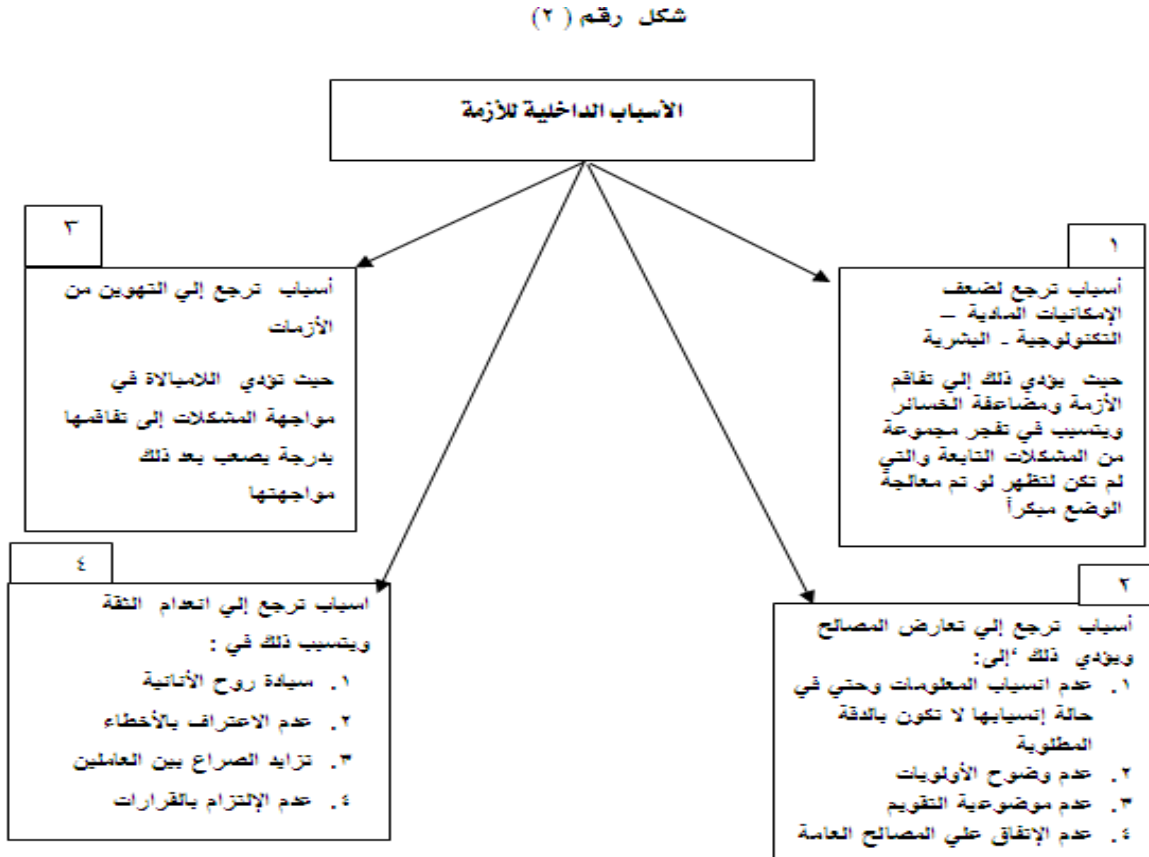 شكل رقم (٢)
الأسباب الداخلية للأزمة
١
أسباب ترجع لضعف
الإمكانيات المادية –
التكنولوجية - البشرية
حيث يؤدي ذلك إلي تفاقم
الأزمة ومضاعفة الخسائر
ويتسبب في تفجر مجموعة
من المشكلات التابعة والتي
لم تكن لتظهر لو تم معالجة
الوضع مبكراً
٢
أسباب ترجع إلي تعارض المصالح
ويؤدي ذلك ‘إلى:
١. عدم انسياب المعلومات وحتي في
حالة إنسيابها لا تكون بالدقة
المطلوبة
٢. عدم وضوح الأولويات
٣. عدم موضوعية التقويم
٤. عدم الإتفاق علي المصالح العامة
٣
أسباب ترجع إلي التهوين من
الأزمات
حيث تؤدي اللامبالاة في
مواجهة المشكلات إلى تفاقمها
بدرجة يصعب بعد ذلك
مواجهتها
٤
اسباب ترجع إلي انعدام الثقة
ويتسبب ذلك في :
١. سيادة روح الأنانية
٢. عدم الاعتراف بالأخطاء
٣. تزايد الصراع بين العاملين
٤. عدم الإلتزام بالقرارات